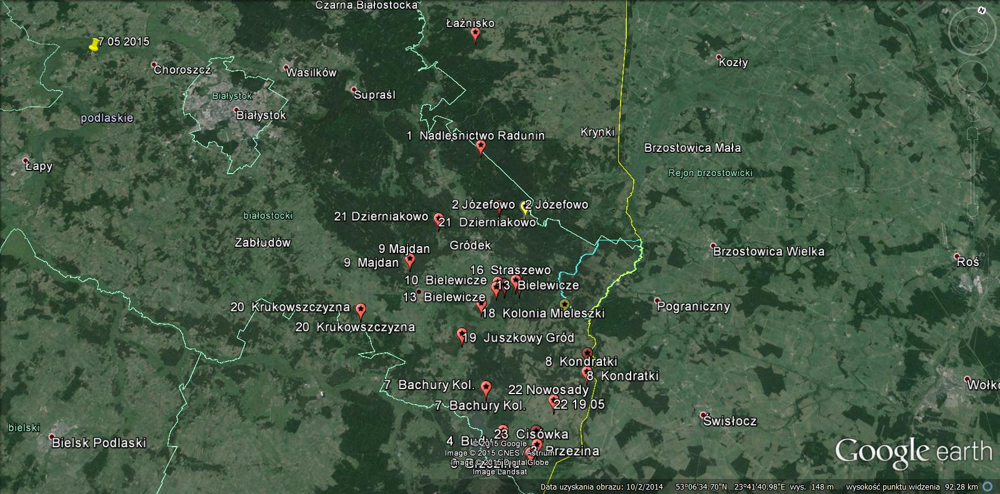 Czarna Białostocka
Łaźnisko
7 05 2015
Choroszcz
Wasilków
Kozły
Białystok
Supraśl
Białystok
podlaskie
Krynki
1 Nadlesnictwo Radunin
Brzostowica Mała
Łapy
Rejon brzostowicki
2 Józefowo
2 Józefowo
białostocki
21 Dzierniakowo
21 Dzierniakowo
Zabłudów
Gródek
9 Majdan
Brzostowica Wielka
9 Majdan
Roś
16 Straszewo
10 Bielewicze
13 Bielewicze
13 Bielewicze
20 Krukowszczyzna
Pograniczny
18 Kolonia Mieleszki
20 Krukowszczyzna
19 Juszkowy Gród
8 Kondratki
8 Kondratki
7 Bachury Kol.
22 Nowosady
Wołko
7 Bachury Kol.
22 19 05
Świsłocz
bielski
23 Cisówka
4 Budy
Bielsk Podlaski
© 2015 Google
3 Brzezina
Image © 2015 CNES / Astrium
Brzezina
Image © 2015 DigitalGlobe
Image Landsat
Google earth
Data uzyskania obrazu: 10/2/2014 53°06'34.70"N 23°41'40.98"E wys. 148 m wysokość punktu widzenia 92.28 km
N